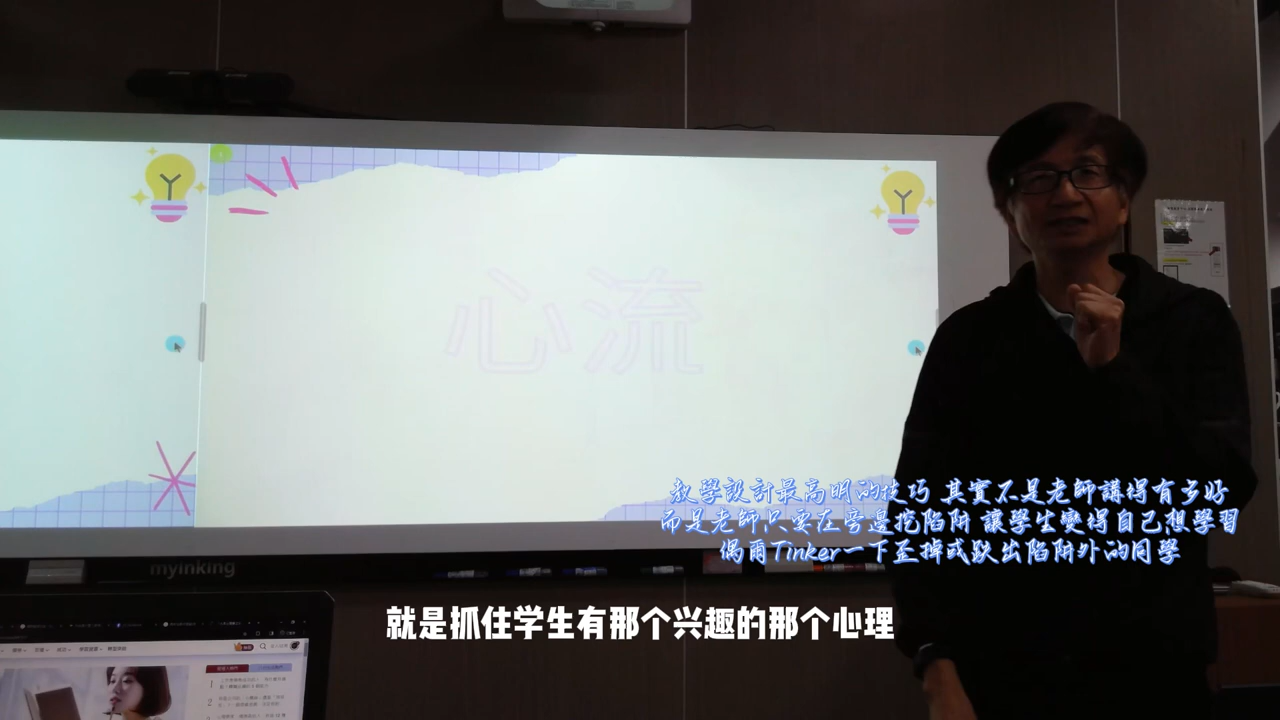 心流
教學設計最高明的技巧 其實不是老師講得有多好
而是老師只要在旁邊挖陷阱 讓學生變得自己想學習
偶爾Tinker一下歪掉或跌出陷阱外的同學
myinking
就是抓住学生有那个兴趣的那个心理